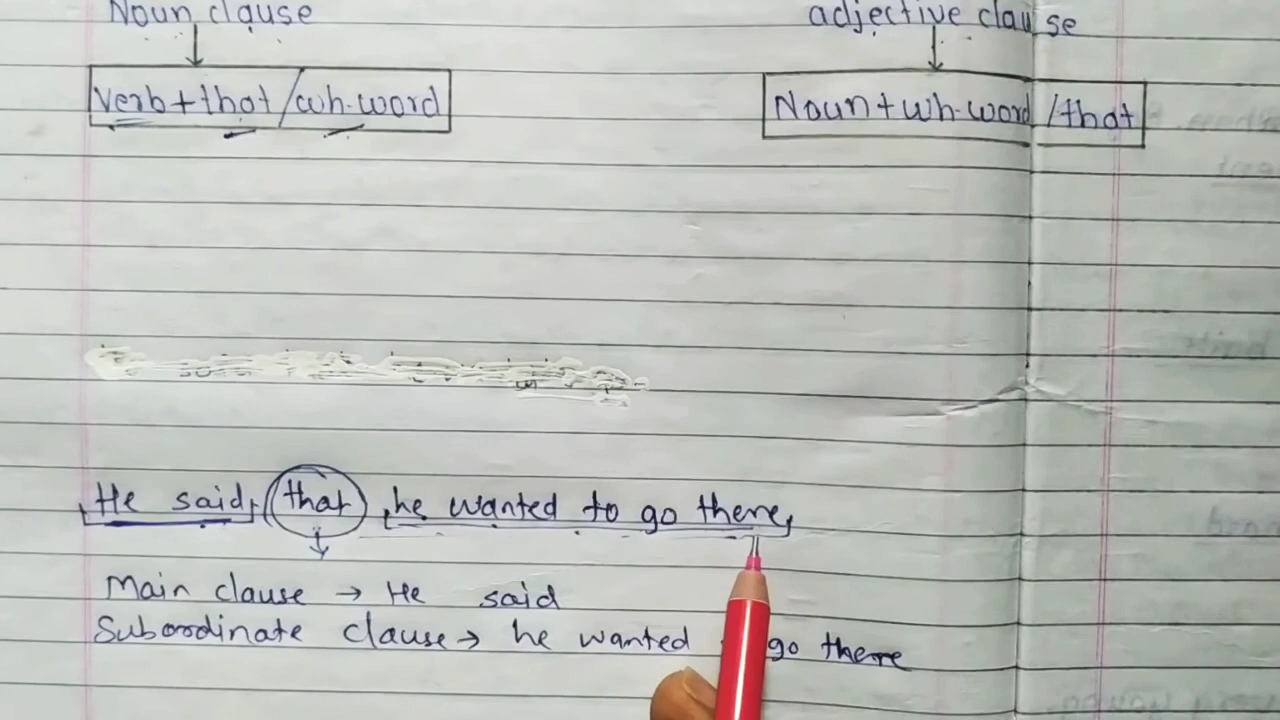 Noun clause
adjective clause
Verb + that / wh-word
Noun + wh-word / that
He said that he wanted to go there
Main clause → He said
Subordinate clause → he wanted go there